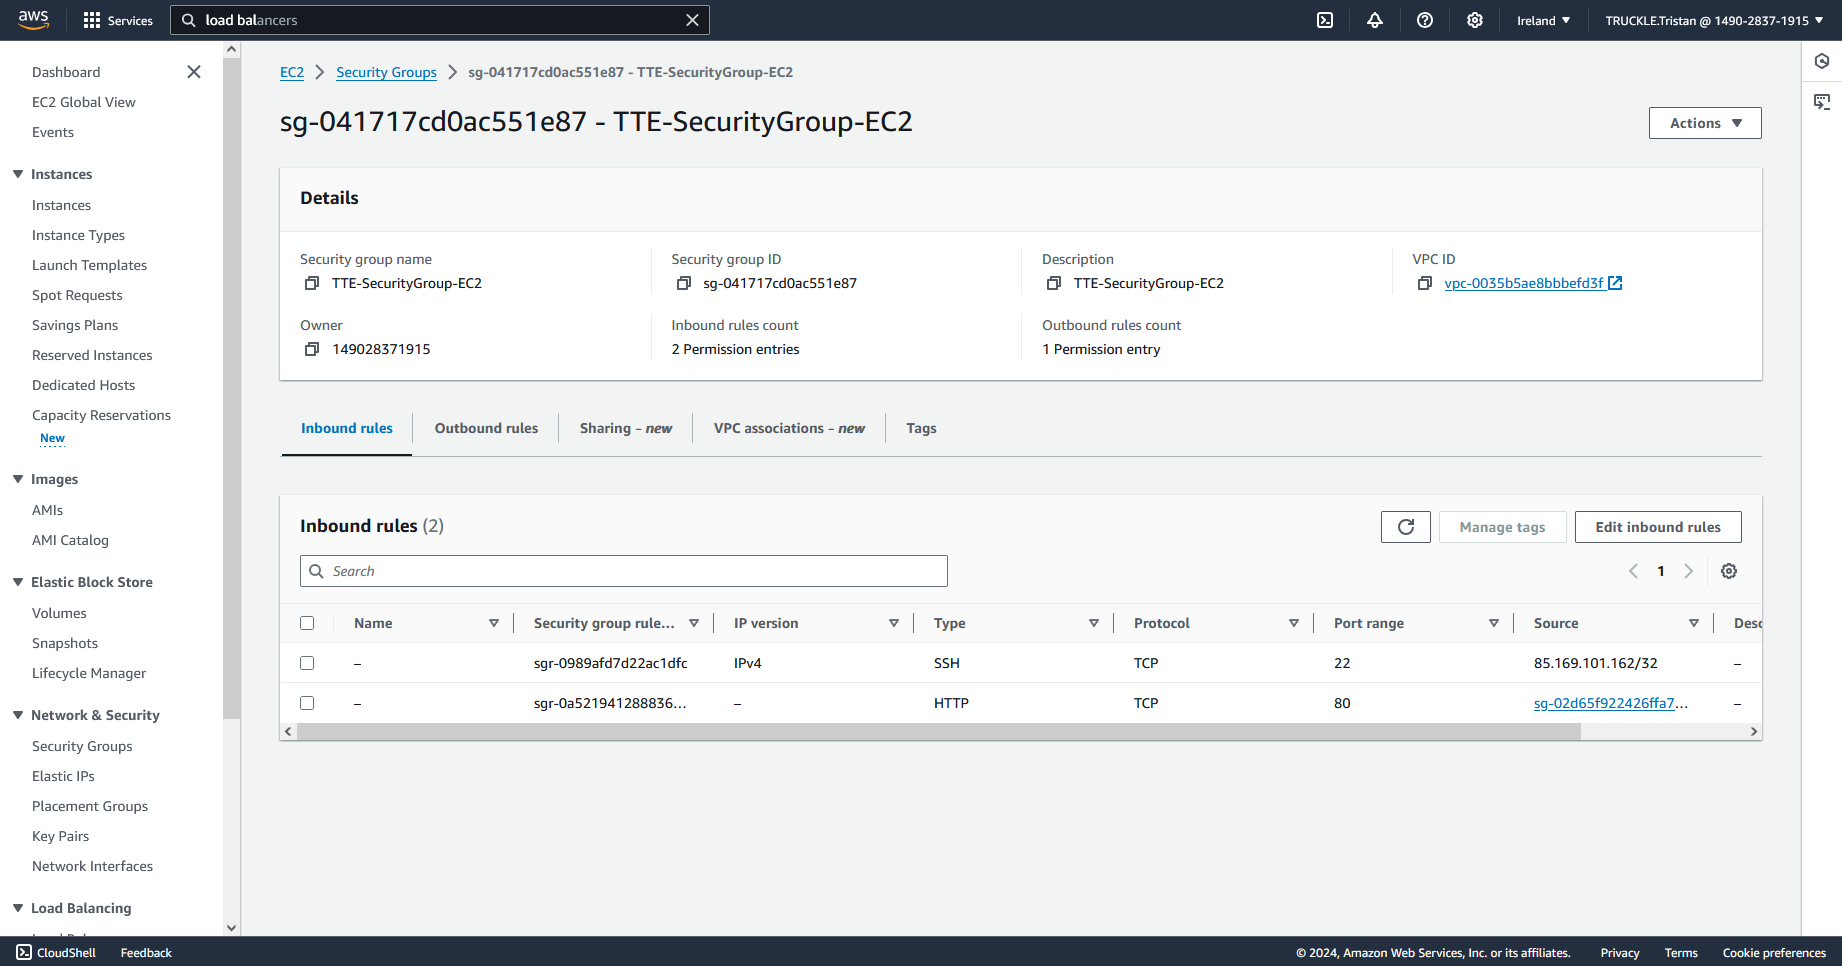 aws
Services
load balancers
Ireland
TRUCKLE.Tristan @ 1490-2837-1915
Dashboard
EC2 Global View
Events
Instances
Instances
Instance Types
Launch Templates
Spot Requests
Savings Plans
Reserved Instances
Dedicated Hosts
Capacity Reservations
New
Images
AMIs
AMI Catalog
Elastic Block Store
Volumes
Snapshots
Lifecycle Manager
Network & Security
Security Groups
Elastic IPs
Placement Groups
Key Pairs
Network Interfaces
Load Balancing
EC2 > Security Groups > sg-041717cd0ac551e87 - TTE-SecurityGroup-EC2
sg-041717cd0ac551e87 - TTE-SecurityGroup-EC2
Actions
Details
Security group name
TTE-SecurityGroup-EC2
Security group ID
sg-041717cd0ac551e87
Description
TTE-SecurityGroup-EC2
VPC ID
vpc-0035b5ae8bbbefd3f
Owner
149028371915
Inbound rules count
2 Permission entries
Outbound rules count
1 Permission entry
Inbound rules
Outbound rules
Sharing - new
VPC associations - new
Tags
Inbound rules (2)
Manage tags
Edit inbound rules
Search
1
Name Security group rule... IP version Type Protocol Port range Source Desc
– sgr-0989afd7d22ac1dfc IPv4 SSH TCP 22 85.169.101.162/32 –
– sgr-0a521941288836... – HTTP TCP 80 sg-02d65f922426ffa7... –
CloudShell
Feedback
© 2024, Amazon Web Services, Inc. or its affiliates.
Privacy
Terms
Cookie preferences